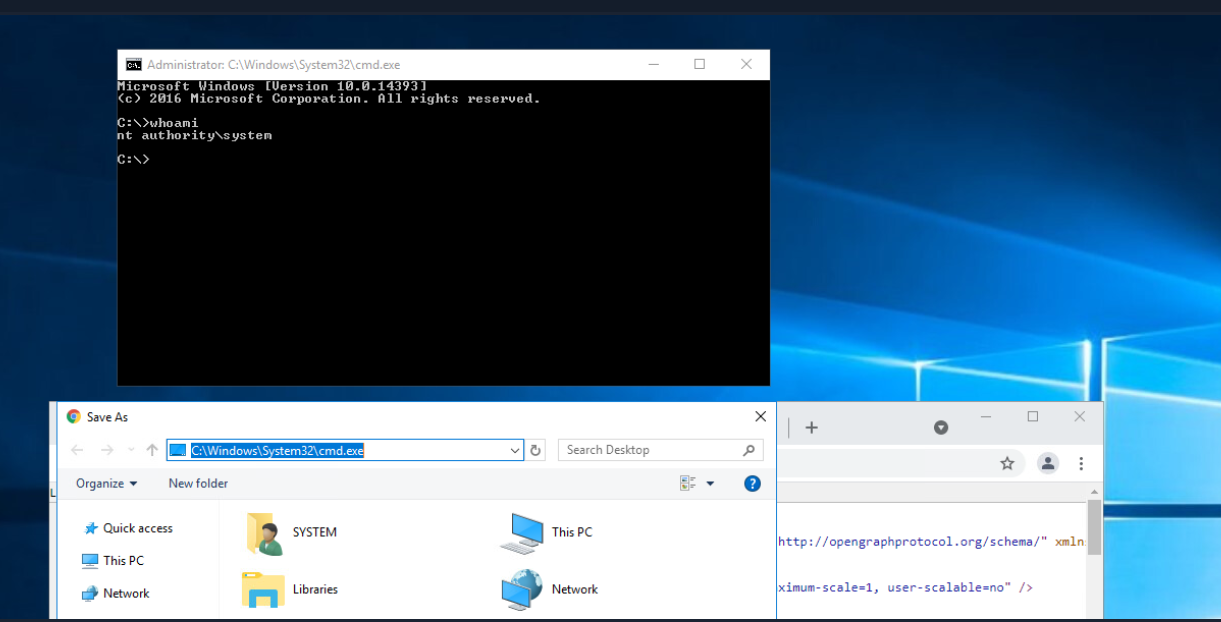 Administrator: C:\Windows\System32\cmd.exe
Microsoft Windows [Version 10.0.14393]
(c) 2016 Microsoft Corporation. All rights reserved.
C:\>whoami
nt authority\system
C:\>
Save As
C:\Windows\System32\cmd.exe
Search Desktop
Organize
New folder
Quick access
This PC
Network
SYSTEM
This PC
Libraries
Network
http://opengraphprotocol.org/schema/" xmln
ximum-scale=1, user-scalable=no" />